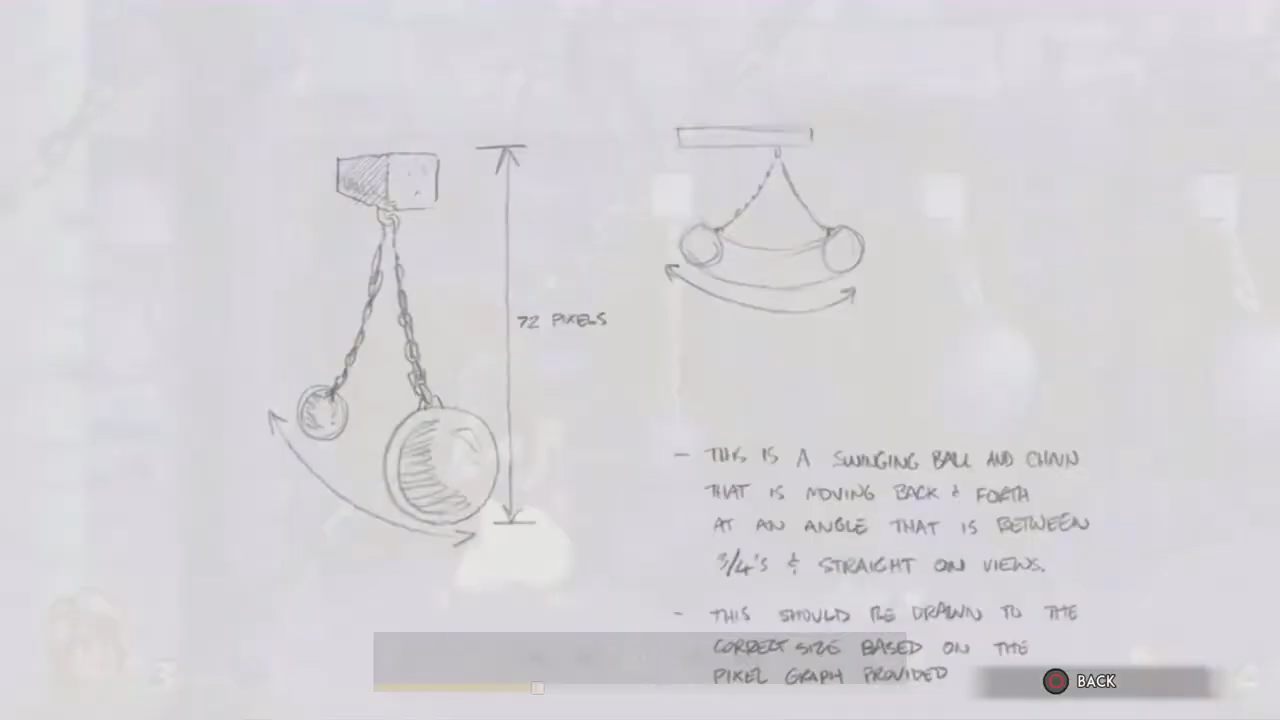 72 PIXELS
- THIS IS A SWINGING BALL AND CHAIN
THAT IS MOVING BACK & FORTH
AT AN ANGLE THAT IS BETWEEN
3/4'S & STRAIGHT ON VIEWS.
- THIS SHOULD BE DRAWN TO THE
CORRECT SIZE BASED ON THE
PIXEL GRAPH PROVIDED
BACK